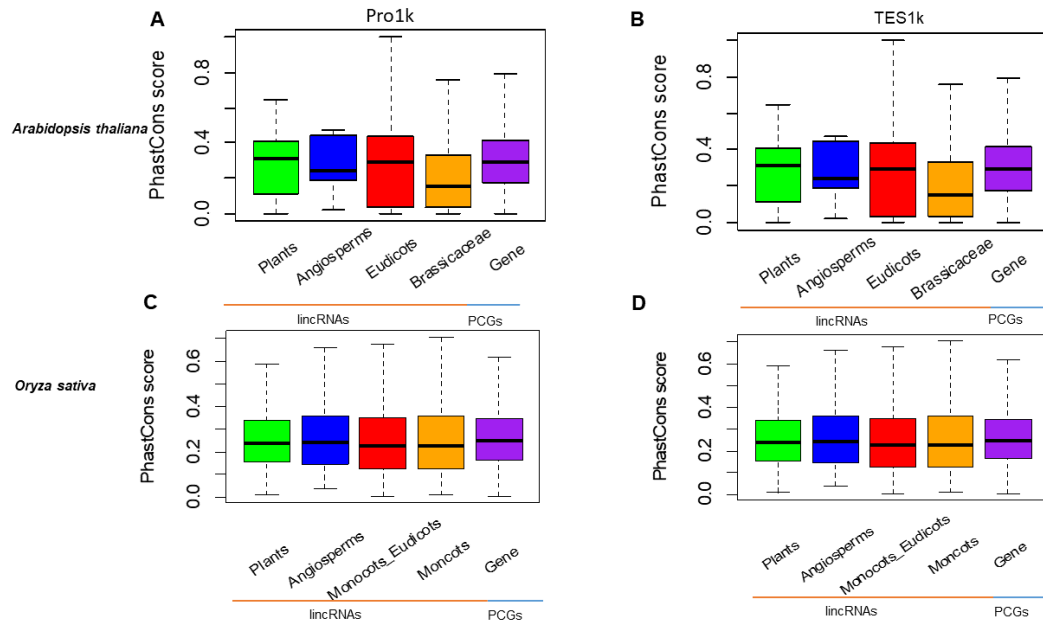 A
Pro1k
PhastCons score
0.8
0.4
0.0
Plants
Angiosperms
Eudicots
Brassicaceae
Gene
lincRNAs
PCGs
B
TES1k
PhastCons score
0.8
0.4
0.0
Plants
Angiosperms
Eudicots
Brassicaceae
Gene
lincRNAs
PCGs
Arabidopsis thaliana
C
PhastCons score
0.6
0.4
0.2
0.0
Plants
Angiosperms
Monocots_Eudicots
Moncots
Gene
lincRNAs
PCGs
D
PhastCons score
0.6
0.4
0.2
0.0
Plants
Angiosperms
Monocots_Eudicots
Moncots
Gene
lincRNAs
PCGs
Oryza sativa